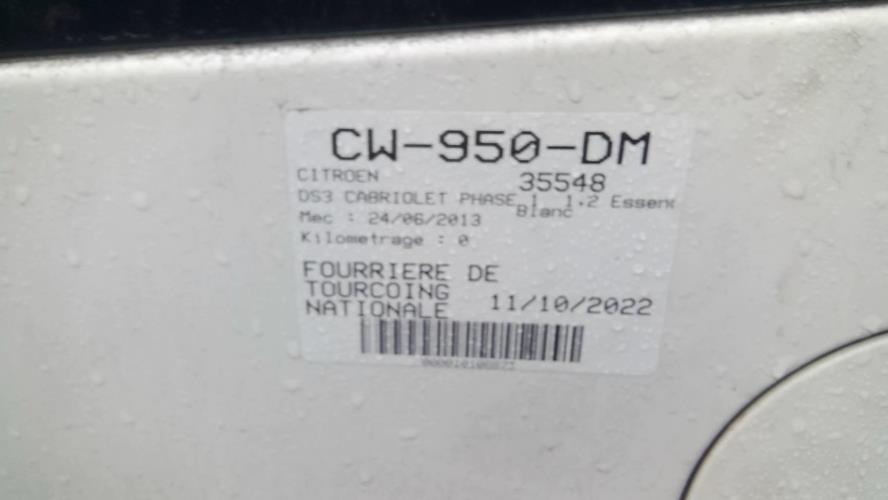 CW-950-DM
CITROEN 35548
DS3 CABRIOLET PHASE 1 1.2 Essenc
Blanc
Mec : 24/06/2013
Kilometrage : 0
FOURRIERE DE
TOURCOING
NATIONALE 11/10/2022